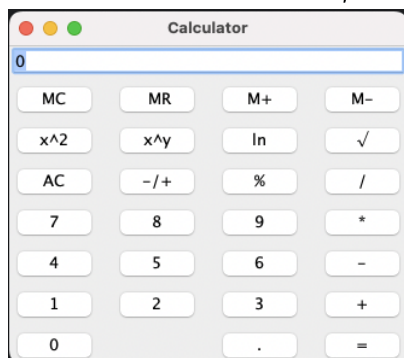 Calculator
0
MC MR M+ M-
x^2 x^y ln √
AC -/+ % /
7 8 9 *
4 5 6 -
1 2 3 +
0 . =